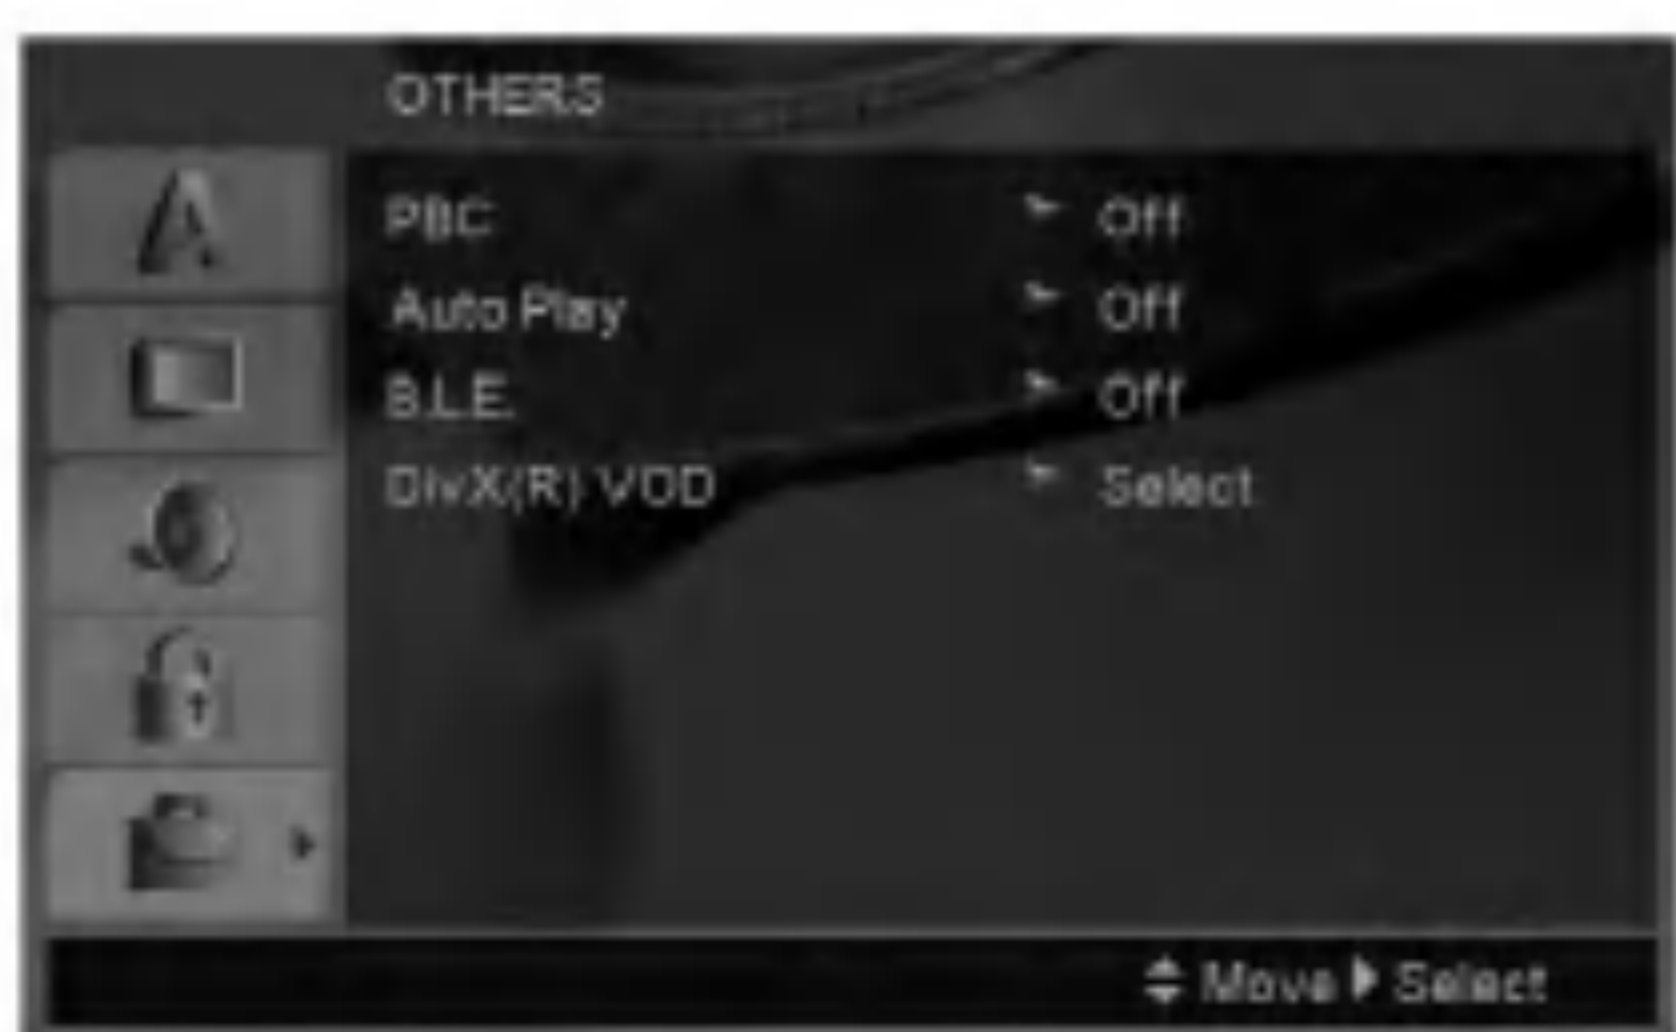 OTHERS
PBC Off
Auto Play Off
B.L.E. Off
DivX(R) VOD Select
Move Select